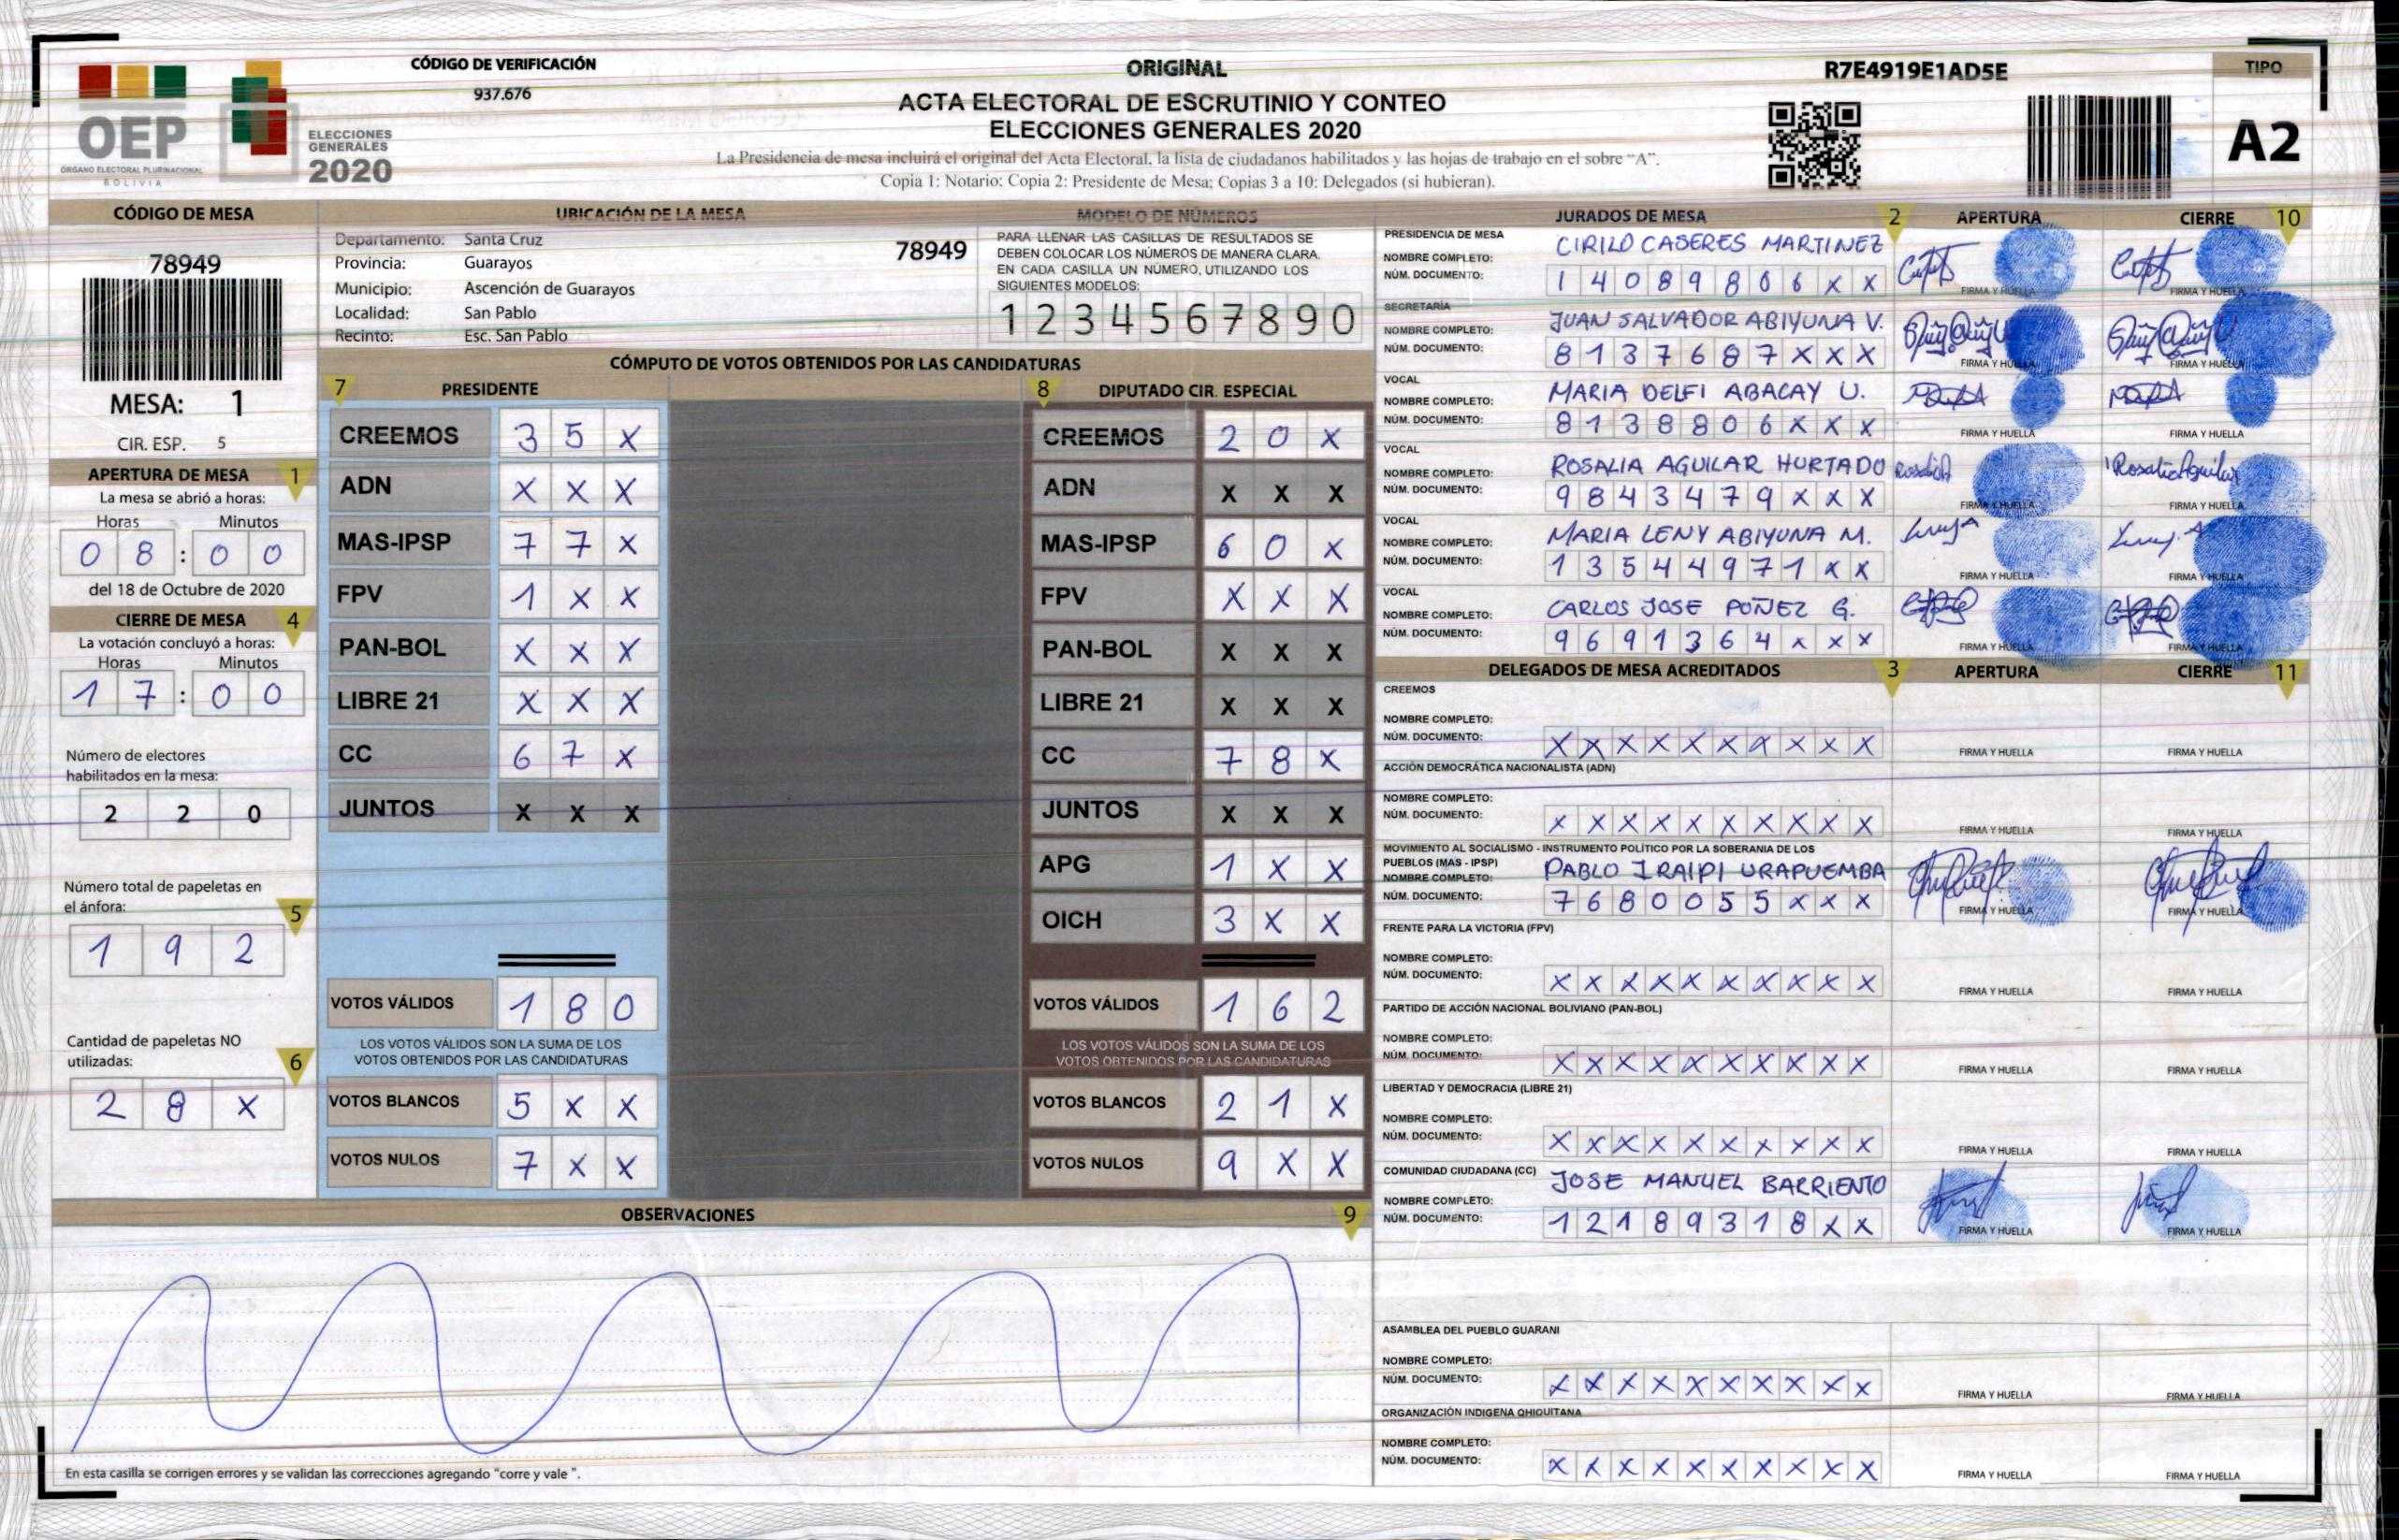 CÓDIGO DE VERIFICACIÓN
937.676
ORIGINAL
ACTA ELECTORAL DE ESCRUTINIO Y CONTEO
ELECCIONES GENERALES 2020
La Presidencia de mesa incluirá el original del Acta Electoral, la lista de ciudadanos habilitados y las hojas de trabajo en el sobre “A”.
Copia 1: Notario; Copia 2: Presidente de Mesa; Copias 3 a 10: Delegados (si hubieran).
R7E4919E1AD5E
TIPO
A2
OEP
ÓRGANO ELECTORAL PLURINACIONAL
BOLIVIA
ELECCIONES
GENERALES
2020
CÓDIGO DE MESA
78949
MESA: 1
CIR. ESP. 5
APERTURA DE MESA 1
La mesa se abrió a horas:
Horas Minutos
0 8 : 0 0
del 18 de Octubre de 2020
CIERRE DE MESA 4
La votación concluyó a horas:
Horas Minutos
1 7 : 0 0
Número de electores
habilitados en la mesa:
2 2 0
Número total de papeletas en
el ánfora:
5
1 9 2
Cantidad de papeletas NO
utilizadas:
6
2 8 X
UBICACIÓN DE LA MESA
Departamento: Santa Cruz
78949
Provincia: Guarayos
Municipio: Ascención de Guarayos
Localidad: San Pablo
Recinto: Esc. San Pablo
MODELO DE NÚMEROS
PARA LLENAR LAS CASILLAS DE RESULTADOS SE
DEBEN COLOCAR LOS NÚMEROS DE MANERA CLARA.
EN CADA CASILLA UN NÚMERO, UTILIZANDO LOS
SIGUIENTES MODELOS:
1 2 3 4 5 6 7 8 9 0
CÓMPUTO DE VOTOS OBTENIDOS POR LAS CANDIDATURAS
7 PRESIDENTE
CREEMOS 3 5 X
ADN X X X
MAS-IPSP 7 7 X
FPV 1 X X
PAN-BOL X X X
LIBRE 21 X X X
CC 6 7 X
JUNTOS X X X
VOTOS VÁLIDOS 1 8 0
LOS VOTOS VÁLIDOS SON LA SUMA DE LOS
VOTOS OBTENIDOS POR LAS CANDIDATURAS
VOTOS BLANCOS 5 X X
VOTOS NULOS 7 X X
8 DIPUTADO CIR. ESPECIAL
CREEMOS 2 0 X
ADN X X X
MAS-IPSP 6 0 X
FPV X X X
PAN-BOL X X X
LIBRE 21 X X X
CC 7 8 X
JUNTOS X X X
APG 1 X X
OICH 3 X X
VOTOS VÁLIDOS 1 6 2
LOS VOTOS VÁLIDOS SON LA SUMA DE LOS
VOTOS OBTENIDOS POR LAS CANDIDATURAS
VOTOS BLANCOS 2 1 X
VOTOS NULOS 9 X X
OBSERVACIONES 9
En esta casilla se corrigen errores y se validan las correcciones agregando "corre y vale ".
JURADOS DE MESA 2 APERTURA CIERRE 10
PRESIDENCIA DE MESA
NOMBRE COMPLETO: CIRILO CASERES MARTINEZ
NÚM. DOCUMENTO: 1 4 0 8 9 8 0 6 X X
FIRMA Y HUELLA FIRMA Y HUELLA
SECRETARÍA
NOMBRE COMPLETO: JUAN SALVADOR ABIYUNA V.
NÚM. DOCUMENTO: 8 1 3 7 6 8 7 X X X
FIRMA Y HUELLA FIRMA Y HUELLA
VOCAL
NOMBRE COMPLETO: MARIA DELFI ABACAY U.
NÚM. DOCUMENTO: 8 1 3 8 8 0 6 X X X
FIRMA Y HUELLA FIRMA Y HUELLA
VOCAL
NOMBRE COMPLETO: ROSALIA AGUILAR HURTADO
NÚM. DOCUMENTO: 9 8 4 3 4 7 9 X X X
Rosalia Aguilar
FIRMA Y HUELLA FIRMA Y HUELLA
VOCAL
NOMBRE COMPLETO: MARIA LENY ABIYUNA M.
NÚM. DOCUMENTO: 1 3 5 4 4 9 7 1 X X
FIRMA Y HUELLA FIRMA Y HUELLA
VOCAL
NOMBRE COMPLETO: CARLOS JOSE POÑEZ G.
NÚM. DOCUMENTO: 9 6 9 1 3 6 4 X X X
FIRMA Y HUELLA FIRMA Y HUELLA
DELEGADOS DE MESA ACREDITADOS 3 APERTURA CIERRE 11
CREEMOS
NOMBRE COMPLETO:
NÚM. DOCUMENTO: X X X X X X X X X X
FIRMA Y HUELLA FIRMA Y HUELLA
ACCIÓN DEMOCRÁTICA NACIONALISTA (ADN)
NOMBRE COMPLETO:
NÚM. DOCUMENTO: X X X X X X X X X X
FIRMA Y HUELLA FIRMA Y HUELLA
MOVIMIENTO AL SOCIALISMO - INSTRUMENTO POLÍTICO POR LA SOBERANIA DE LOS
PUEBLOS (MAS - IPSP)
NOMBRE COMPLETO: PABLO IRAIPI URAPUEMBA
NÚM. DOCUMENTO: 7 6 8 0 0 5 5 X X X
FIRMA Y HUELLA FIRMA Y HUELLA
FRENTE PARA LA VICTORIA (FPV)
NOMBRE COMPLETO:
NÚM. DOCUMENTO: X X X X X X X X X X
FIRMA Y HUELLA FIRMA Y HUELLA
PARTIDO DE ACCIÓN NACIONAL BOLIVIANO (PAN-BOL)
NOMBRE COMPLETO:
NÚM. DOCUMENTO: X X X X X X X X X X
FIRMA Y HUELLA FIRMA Y HUELLA
LIBERTAD Y DEMOCRACIA (LIBRE 21)
NOMBRE COMPLETO:
NÚM. DOCUMENTO: X X X X X X X X X X
FIRMA Y HUELLA FIRMA Y HUELLA
COMUNIDAD CIUDADANA (CC)
NOMBRE COMPLETO: JOSE MANUEL BARRIENTO
NÚM. DOCUMENTO: 1 2 1 8 9 3 1 8 X X
FIRMA Y HUELLA FIRMA Y HUELLA
ASAMBLEA DEL PUEBLO GUARANI
NOMBRE COMPLETO:
NÚM. DOCUMENTO: X X X X X X X X X X
FIRMA Y HUELLA FIRMA Y HUELLA
ORGANIZACIÓN INDIGENA QHIQUITANA
NOMBRE COMPLETO:
NÚM. DOCUMENTO: X X X X X X X X X X
FIRMA Y HUELLA FIRMA Y HUELLA